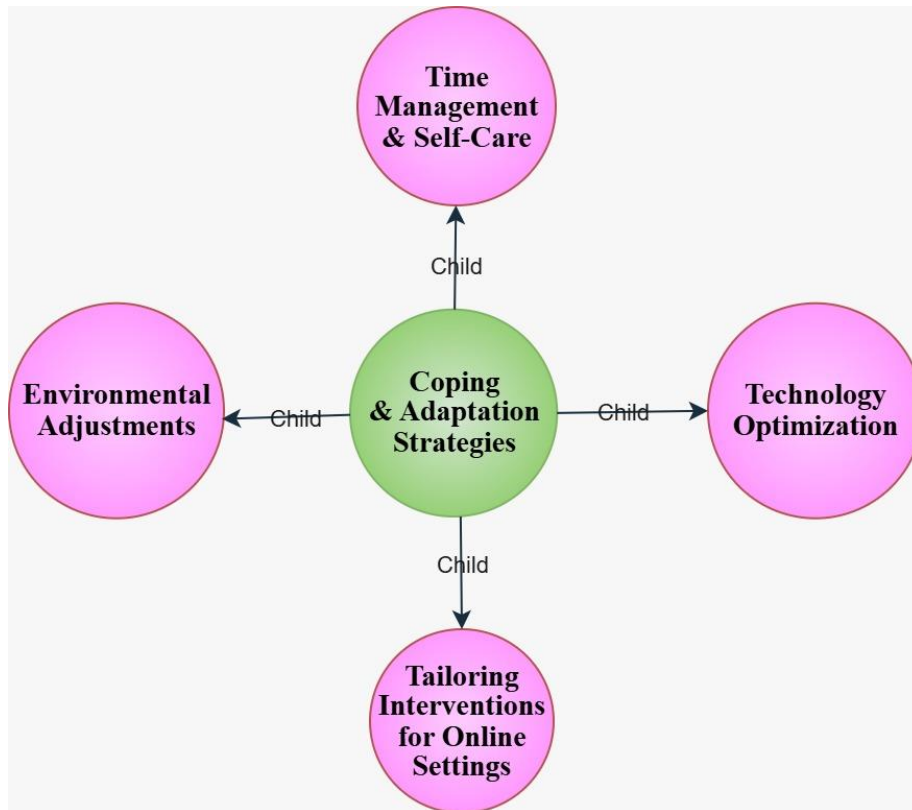 Time
Management
& Self-Care
Child
Environmental
Adjustments
Child
Coping
& Adaptation
Strategies
Child
Technology
Optimization
Child
Tailoring
Interventions
for Online
Settings